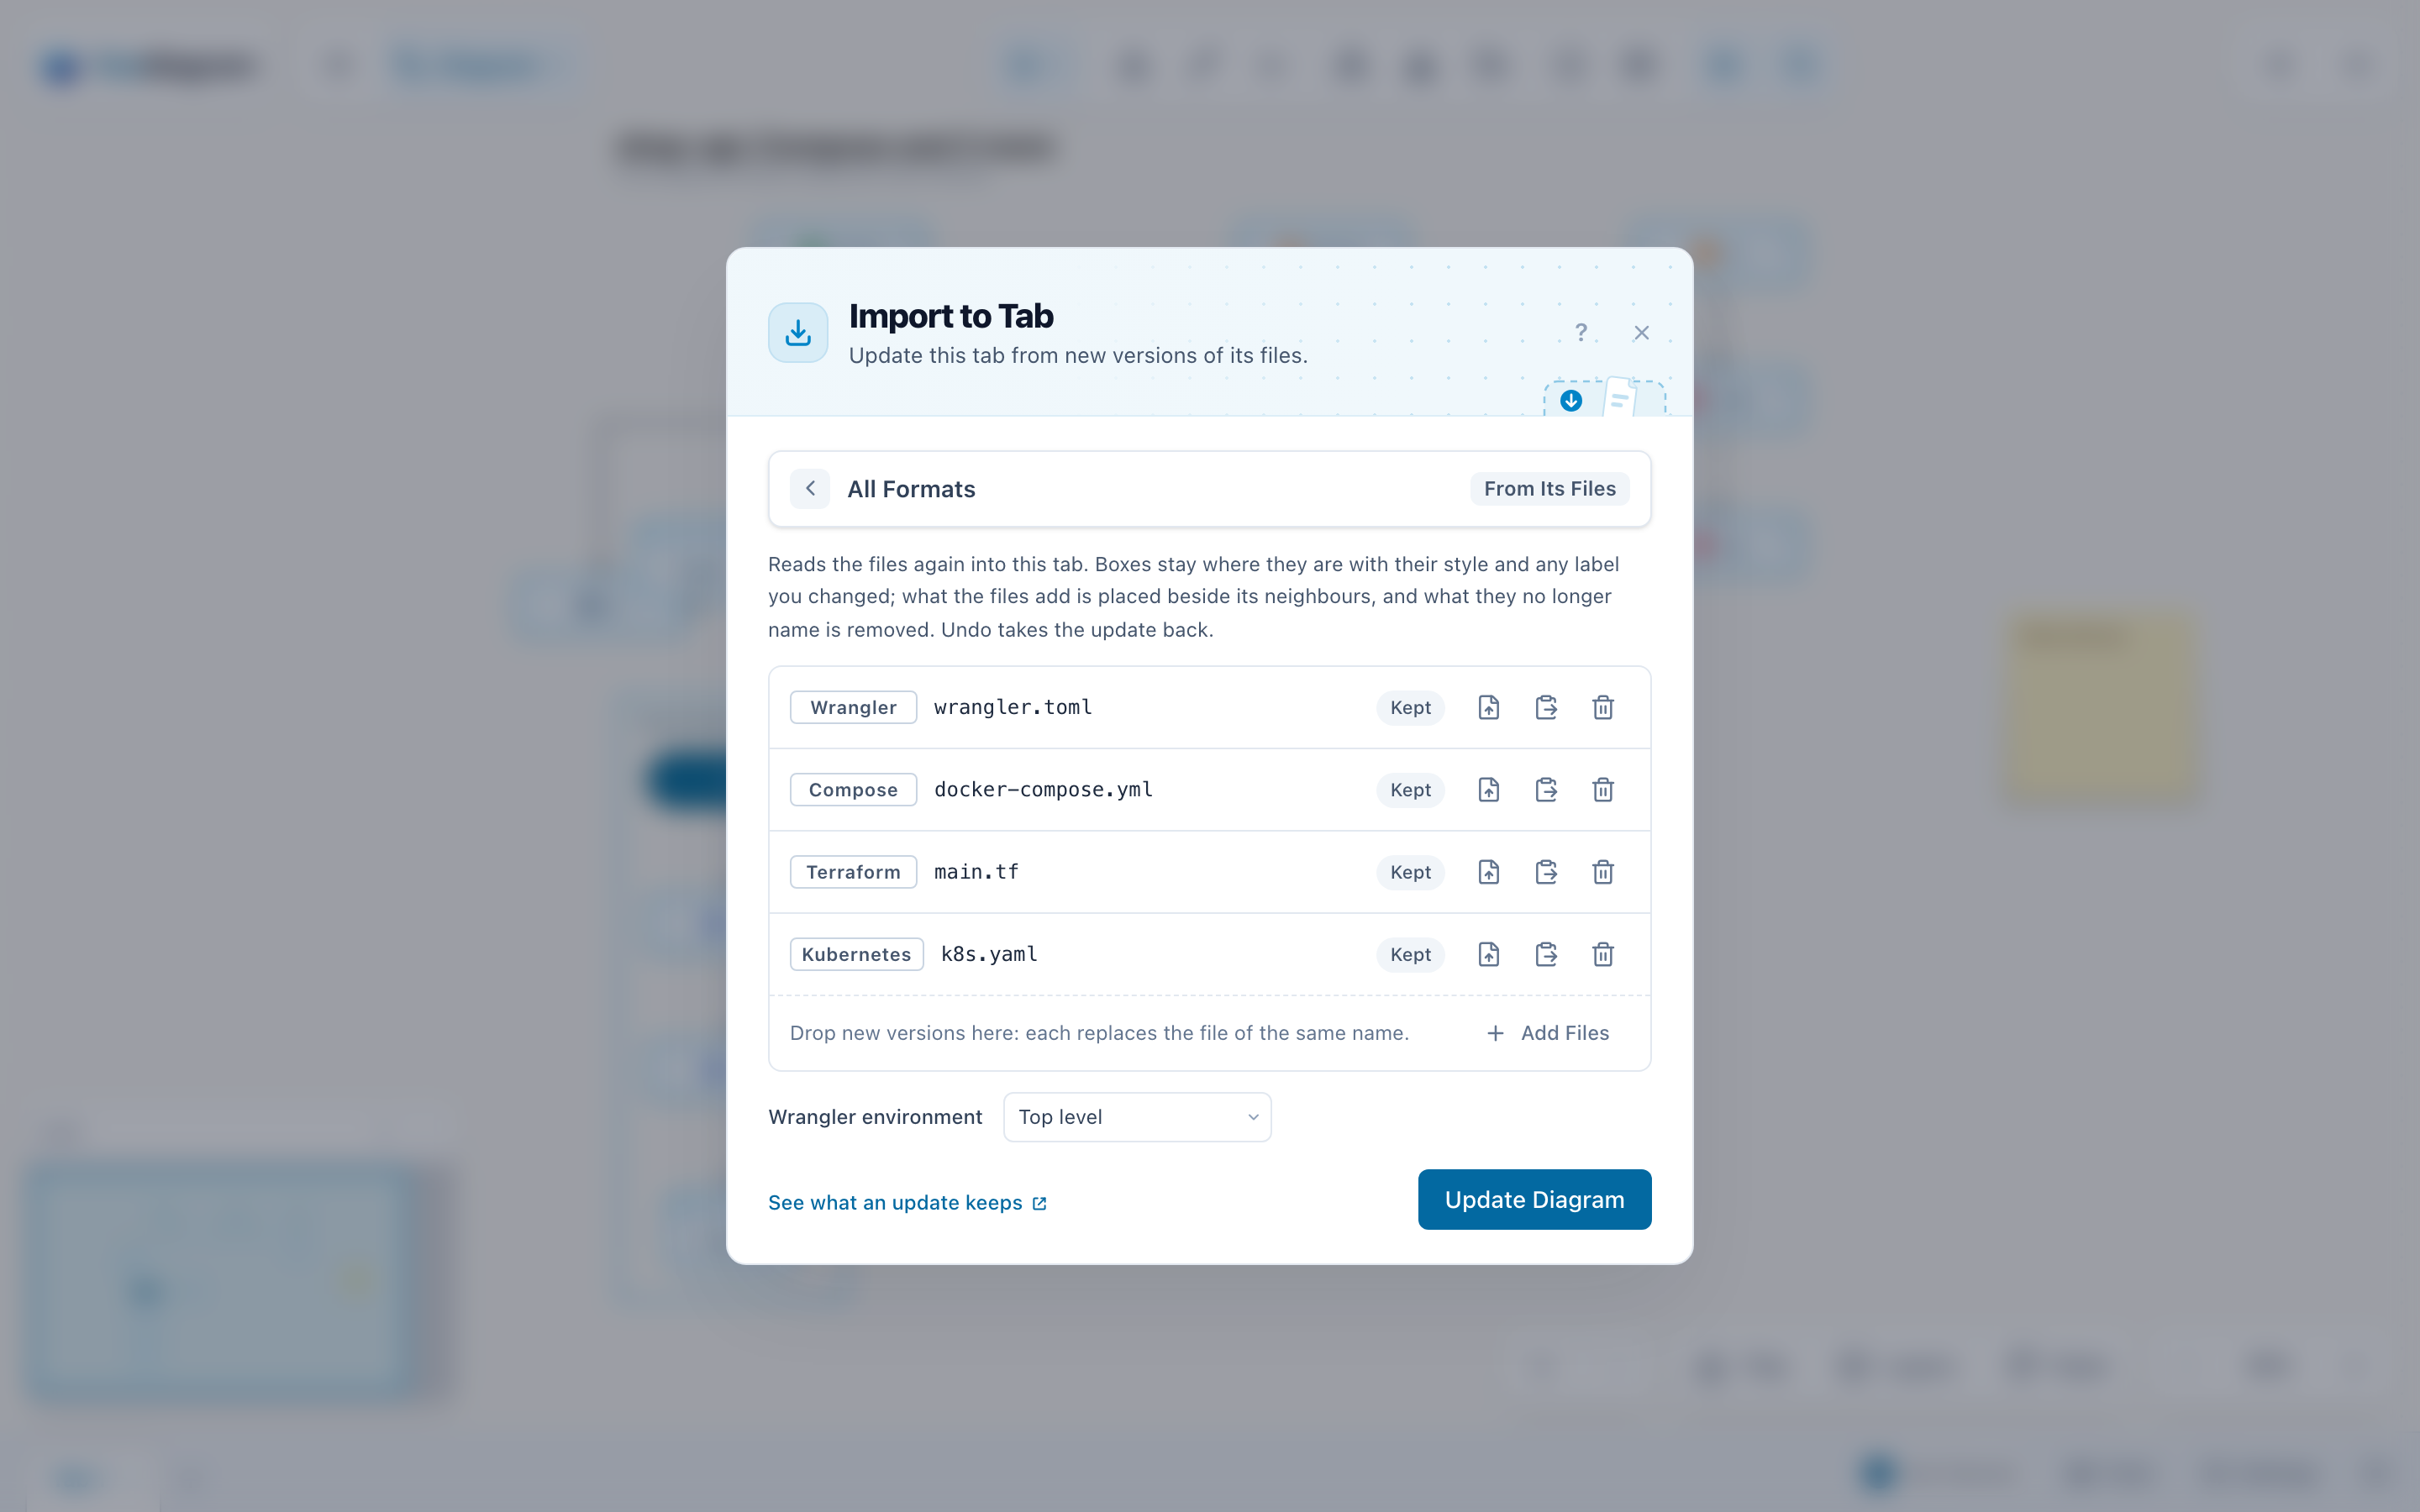 Import to Tab
Update this tab from new versions of its files.
?
All Formats
From Its Files
Reads the files again into this tab. Boxes stay where they are with their style and any label
you changed; what the files add is placed beside its neighbours, and what they no longer
name is removed. Undo takes the update back.
Wrangler wrangler.toml Kept
Compose docker-compose.yml Kept
Terraform main.tf Kept
Kubernetes k8s.yaml Kept
Drop new versions here: each replaces the file of the same name. + Add Files
Wrangler environment Top level
See what an update keeps
Update Diagram